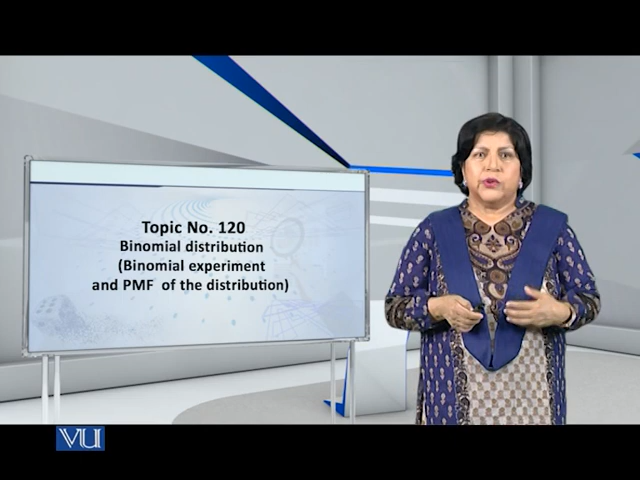 Topic No. 120
Binomial distribution
(Binomial experiment
and PMF of the distribution)
VU